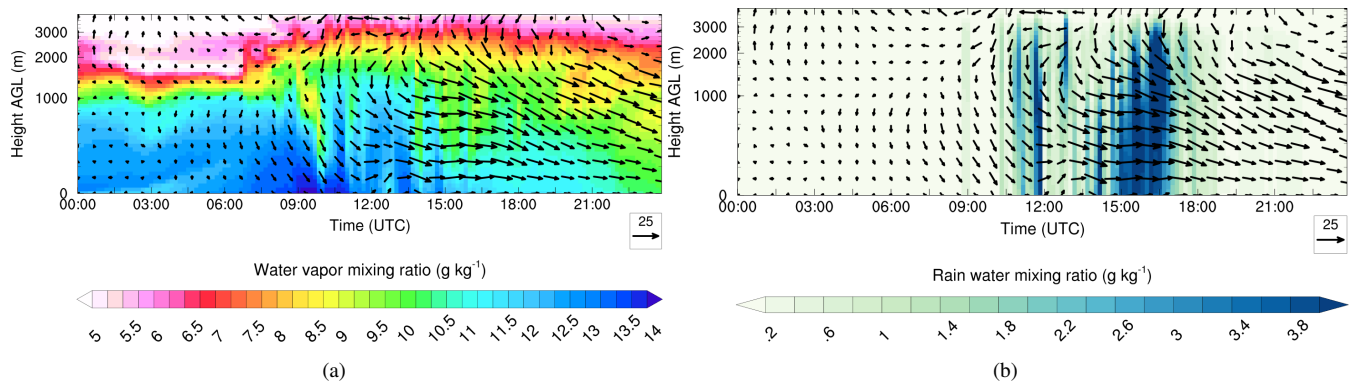 3000
2000
1000
0
Height AGL (m)
00:00 03:00 06:00 09:00 12:00 15:00 18:00 21:00
Time (UTC)
25
Water vapor mixing ratio (g kg-1)
5 5.5 6 6.5 7 7.5 8 8.5 9 9.5 10 10.5 11 11.5 12 12.5 13 13.5 14
(a)
3000
2000
1000
0
Height AGL (m)
00:00 03:00 06:00 09:00 12:00 15:00 18:00 21:00
Time (UTC)
25
Rain water mixing ratio (g kg-1)
.2 .6 1 1.4 1.8 2.2 2.6 3 3.4 3.8
(b)